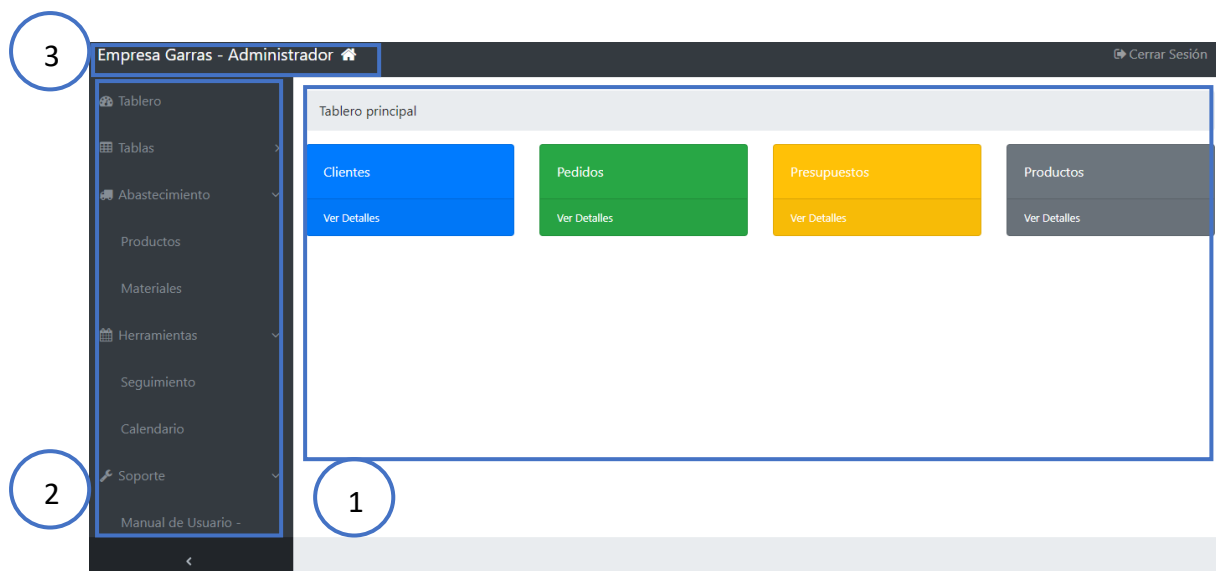 3
Empresa Garras - Administrador
Cerrar Sesión
Tablero
Tablas
Abastecimiento
Productos
Materiales
Herramientas
Seguimiento
Calendario
Soporte
Manual de Usuario -
2
Tablero principal
Clientes
Ver Detalles
Pedidos
Ver Detalles
Presupuestos
Ver Detalles
Productos
Ver Detalles
1